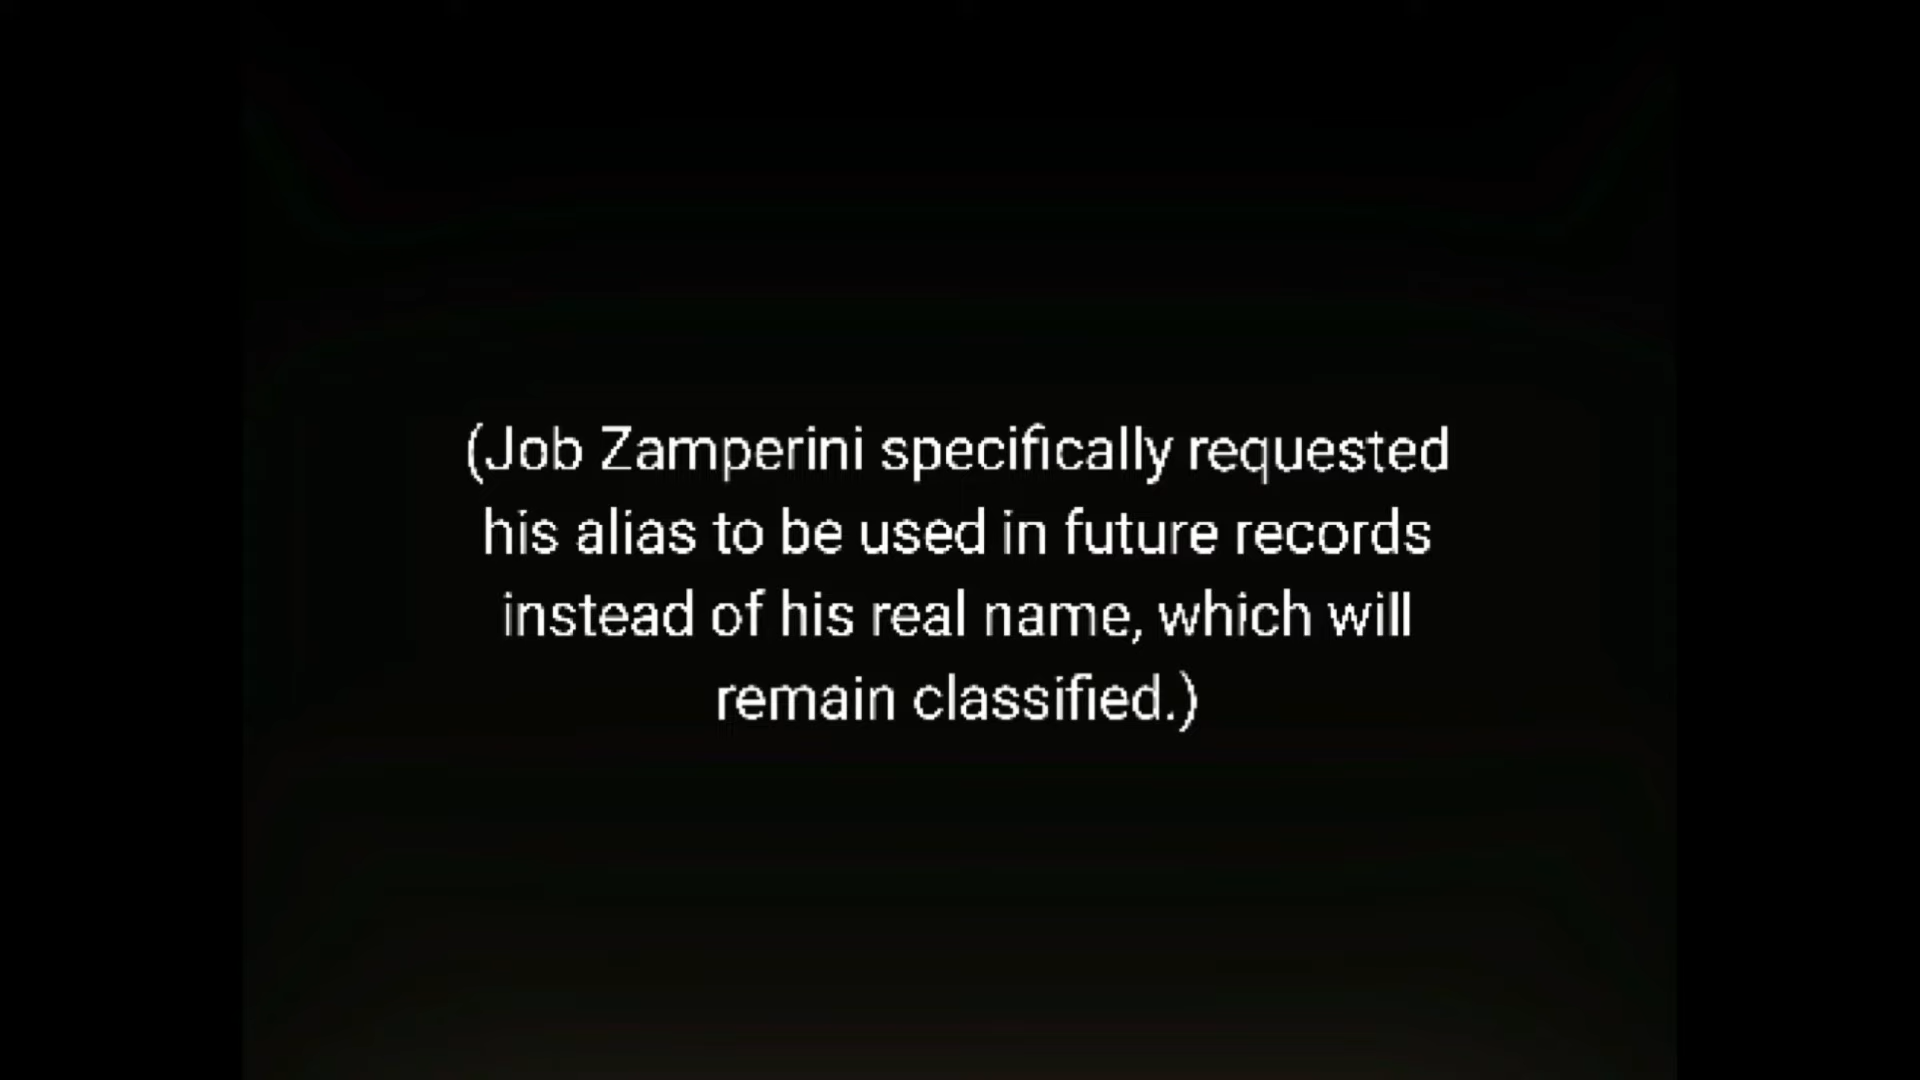 (Job Zamperini specifically requested
his alias to be used in future records
instead of his real name, which will
remain classified.)